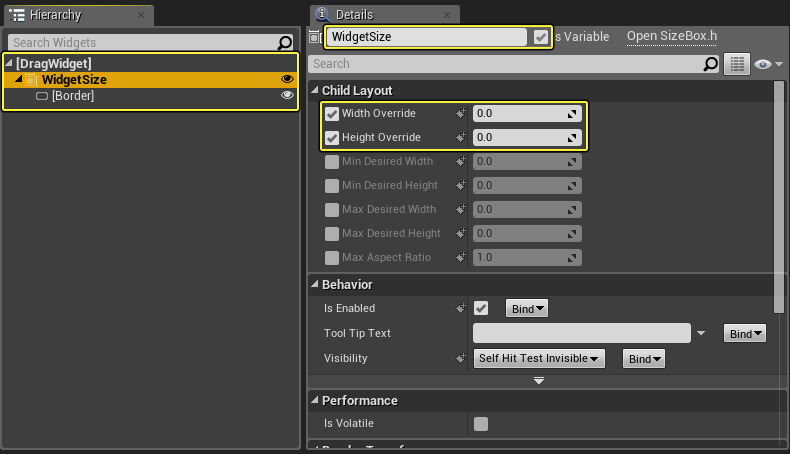 Hierarchy
Search Widgets
[DragWidget]
WidgetSize
[Border]
Details
WidgetSize s Variable Open SizeBox.h
Search
Child Layout
Width Override 0.0
Height Override 0.0
Min Desired Width 0.0
Min Desired Height 0.0
Max Desired Width 0.0
Max Desired Height 0.0
Max Aspect Ratio 1.0
Behavior
Is Enabled Bind
Tool Tip Text Bind
Visibility Self Hit Test Invisible Bind
Performance
Is Volatile